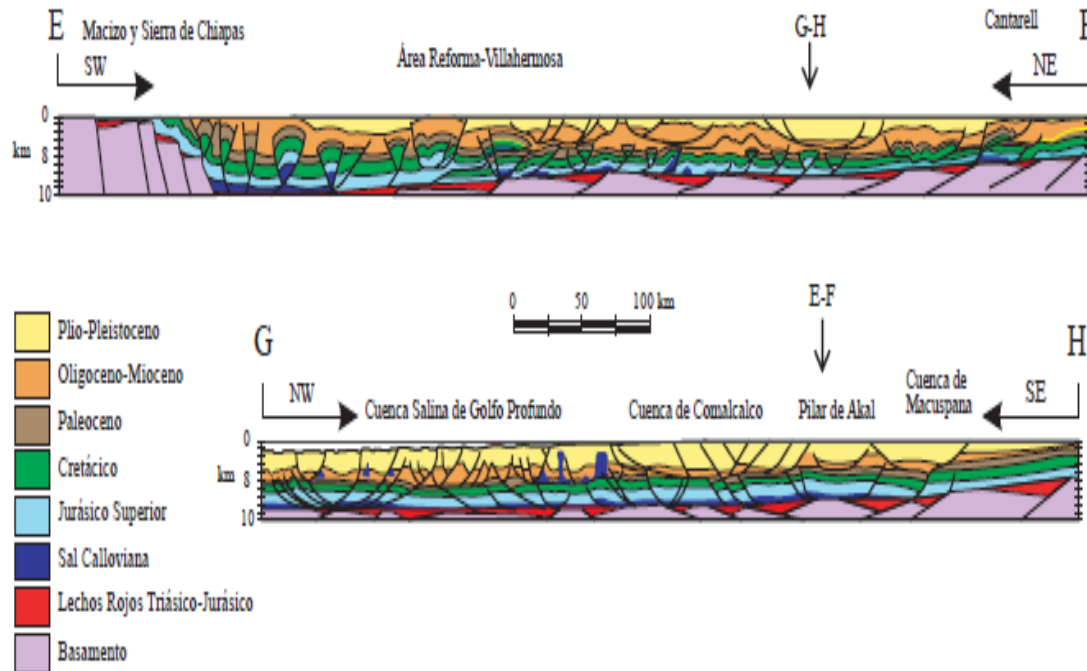 E
Macizo y Sierra de Chiapas
SW
Área Reforma-Villahermosa
G-H
Cantarell
F
NE
0
km
8
10
0 50 100 km
E-F
G
H
NW
Cuenca Salina de Golfo Profundo
Cuenca de Comalcalco
Pilar de Akal
Cuenca de
Macuspana
SE
0
km
8
10
Plio-Pleistoceno
Oligoceno-Mioceno
Paleoceno
Cretácico
Jurásico Superior
Sal Calloviana
Lechos Rojos Triásico-Jurásico
Basamento